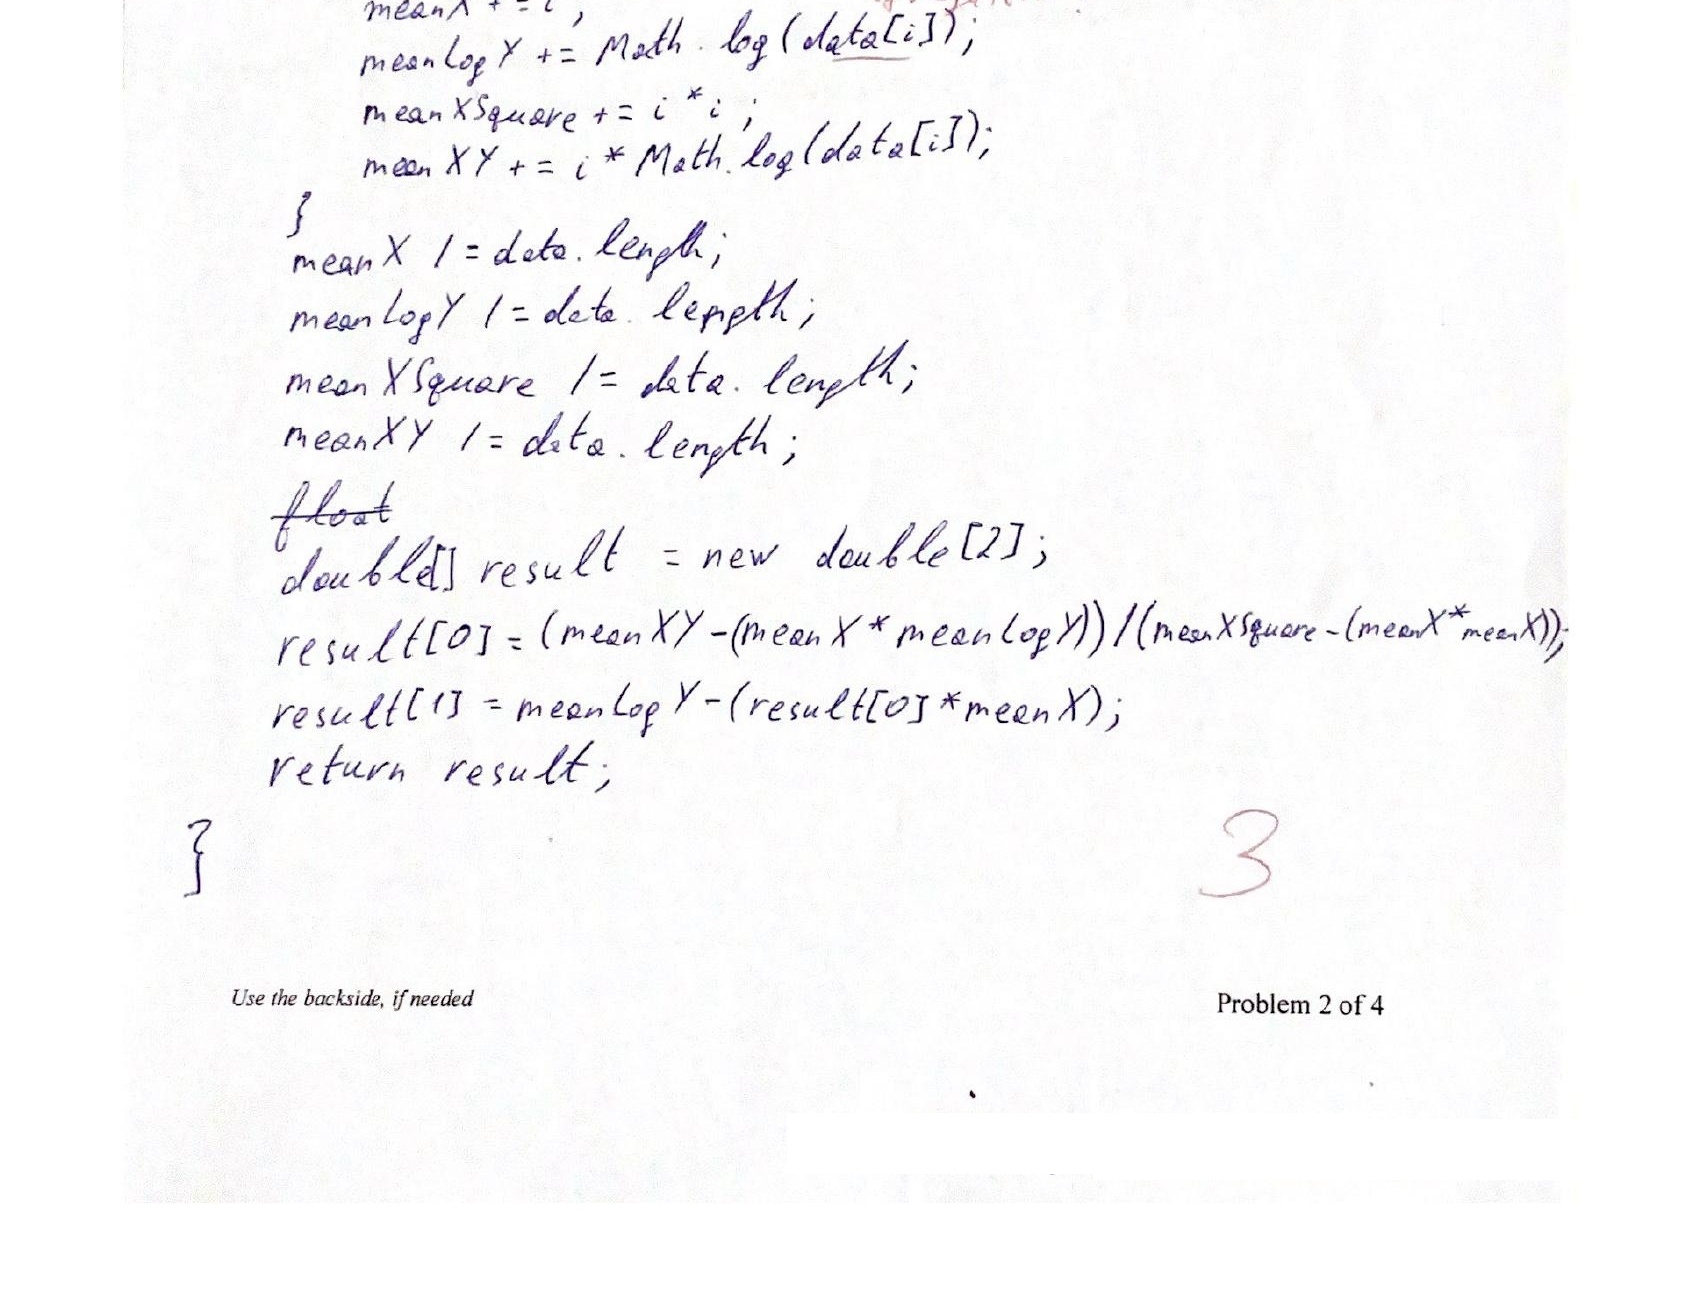 meanX += i;
meanLogY += Math.log(data[i]);
meanXSquare += i*i;
meanXY += i * Math.log(data[i]);
}
meanX /= data.length;
meanLogY /= data.length;
meanXSquare /= data.length;
meanXY /= data.length;
float
double[] result = new double[2];
result[0] = (meanXY-(meanX*meanLogY))/(meanXSquare-(meanX*meanX));
result[1] = meanLogY-(result[0]*meanX);
return result;
}
3
Use the backside, if needed
Problem 2 of 4